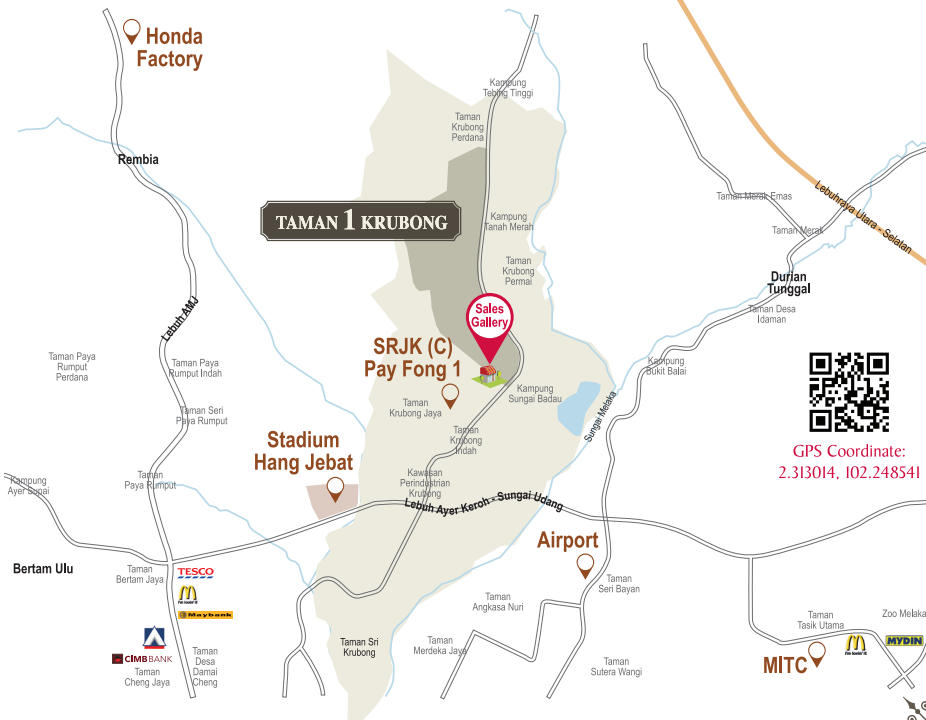 Honda
Factory
Kampung
Tebing Tinggi
Taman
Krubong
Perdana
Rembia
TAMAN 1 KRUBONG
Kampung
Tanah Merah
Taman
Krubong
Permai
Taman Merak Emas
Taman Merak
Lebuhraya Utara - Selatan
Durian
Tunggal
Taman Desa
Idaman
Sales
Gallery
Lebuh AMJ
SRJK (C)
Pay Fong 1
Taman Paya
Rumput
Perdana
Taman Paya
Rumput Indah
Taman Seri
Paya Rumput
Taman
Krubong Jaya
Kampung
Sungai Badau
Kampung
Bukit Balai
Sungai Melaka
GPS Coordinate:
2.313014, 102.248541
Stadium
Hang Jebat
Taman
Krubong
Indah
Kawasan
Perindustrian
Krubong
Taman
Paya Rumput
Kampung
Ayer Supai
Lebuh Ayer Keroh - Sungai Udang
Airport
Bertam Ulu
Taman
Bertam Jaya
TESCO
i'm lovin' it
Maybank
CIMB BANK
Taman
Cheng Jaya
Taman
Desa
Damai
Cheng
Taman Sri
Krubong
Taman
Merdeka Jaya
Taman
Angkasa Nuri
Taman
Seri Bayan
Taman
Sutera Wangi
Taman
Tasik Utama
Zoo Melaka
MITC
i'm lovin' it
MYDIN